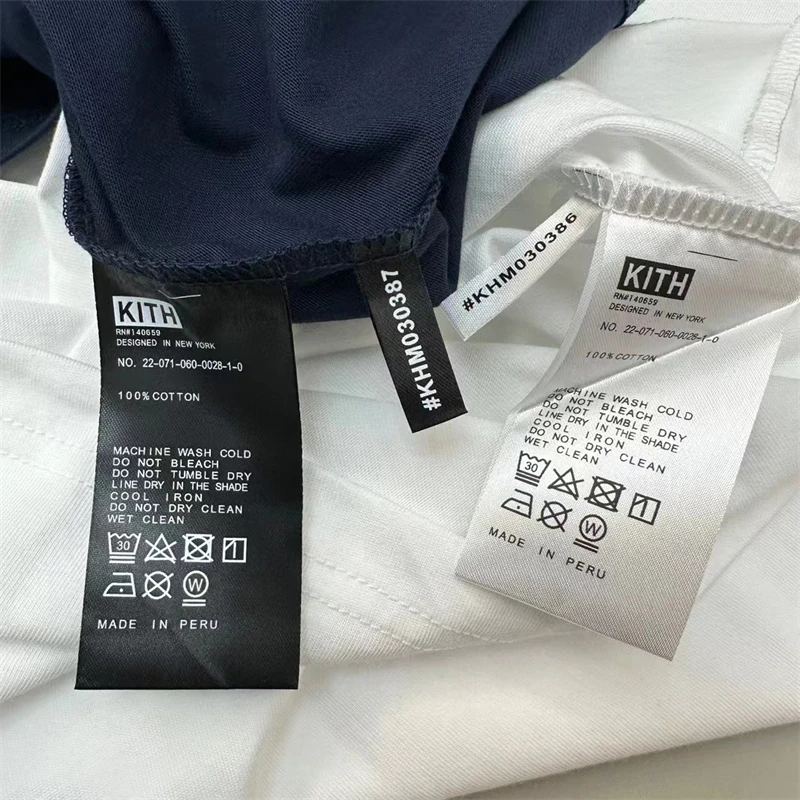 KITH
RN#140659
DESIGNED IN NEW YORK
NO. 22-071-060-0028-1-0
100% COTTON
MACHINE WASH COLD
DO NOT BLEACH
DO NOT TUMBLE DRY
LINE DRY IN THE SHADE
COOL IRON
DO NOT DRY CLEAN
WET CLEAN
30
W
MADE IN PERU
#KHM030387
#KHM030386
KITH
RN#140659
DESIGNED IN NEW YORK
NO. 22-071-060-0028-1-0
100% COTTON
MACHINE WASH COLD
DO NOT BLEACH
DO NOT TUMBLE DRY
LINE DRY IN THE SHADE
COOL IRON
DO NOT DRY CLEAN
WET CLEAN
30
W
MADE IN PERU